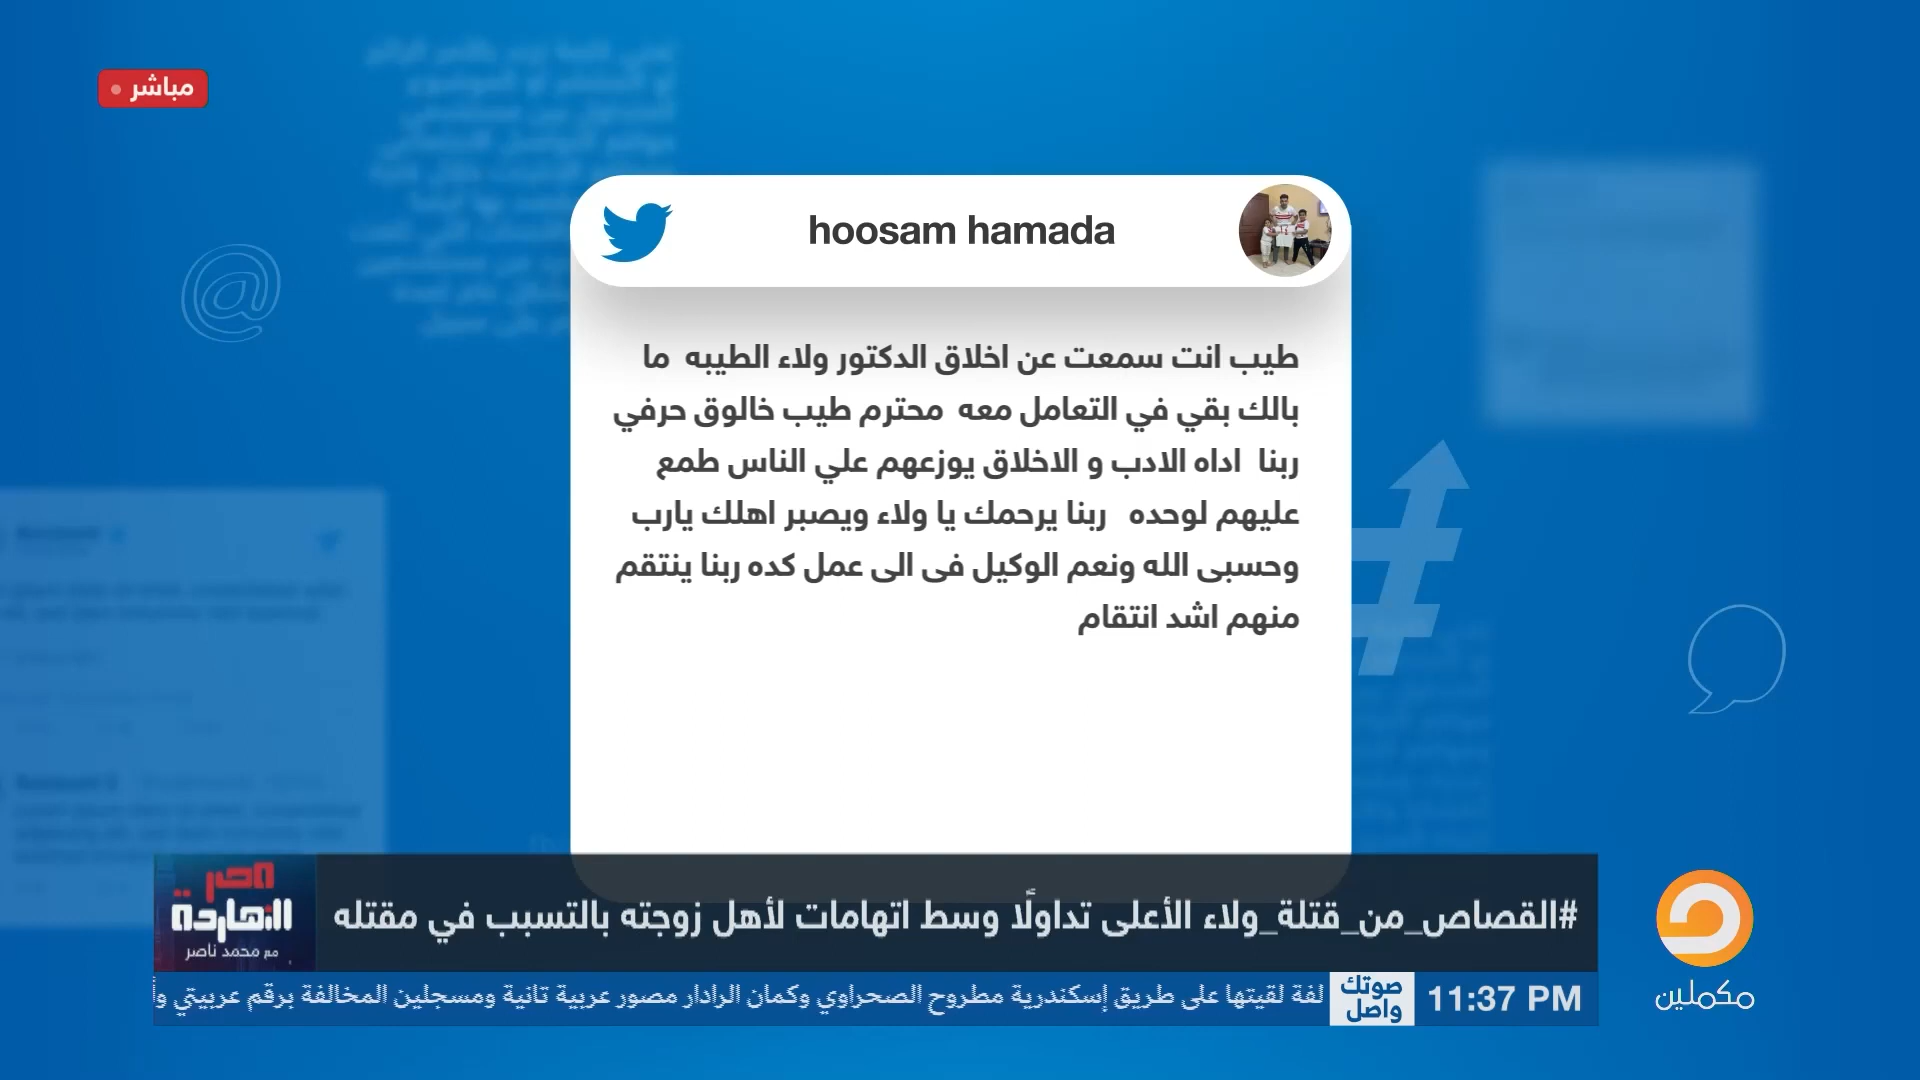 مباشر
hoosam hamada
طيب انت سمعت عن اخلاق الدكتور ولاء الطيبه ما
بالك بقي في التعامل معه محترم طيب خالوق حرفي
ربنا اداه الادب و الاخلاق يوزعهم علي الناس طمع
عليهم لوحده ربنا يرحمك يا ولاء ويصبر اهلك يارب
وحسبى الله ونعم الوكيل فى الى عمل كده ربنا ينتقم
منهم اشد انتقام
#القصاص_من_قتلة_ولاء الأعلى تداولًا وسط اتهامات لأهل زوجته بالتسبب في مقتله
مصر
النهاردة
مع محمد ناصر
11:37 PM
صوتك
واصل
لفة لقيتها على طريق إسكندرية مطروح الصحراوي وكمان الرادار مصور عربية تانية ومسجلين المخالفة برقم عربيتي وأ
مكملين